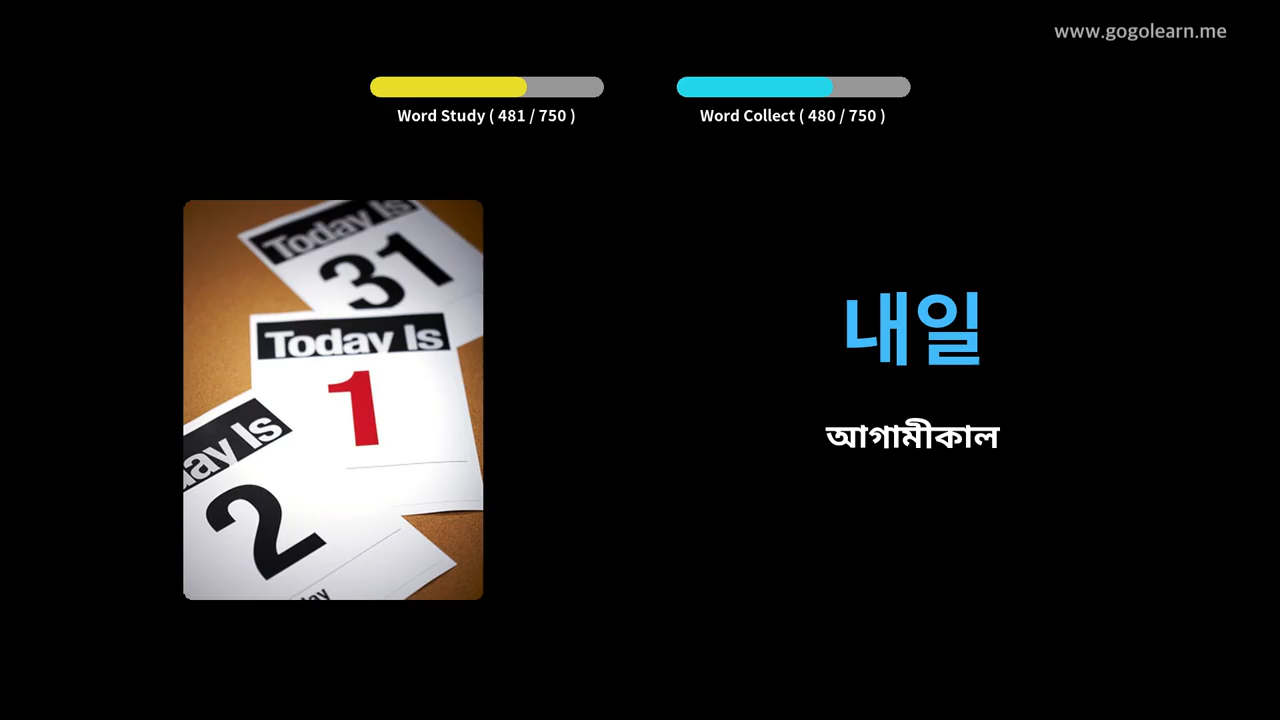 www.gogolearn.me
Word Study ( 481 / 750 )
Word Collect ( 480 / 750 )
Today Is
31
Today Is
1
ay Is
2
내일
আগামীকাল